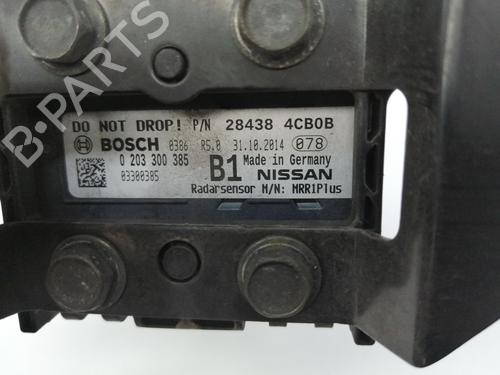 DO NOT DROP! P/N 28438 4CB0B
BOSCH 0386 R5.0 31.10.2014 078
0 203 300 385 B1 Made in Germany
03300385 NISSAN
Radarsensor M/N: MRR1Plus
B-PARTS